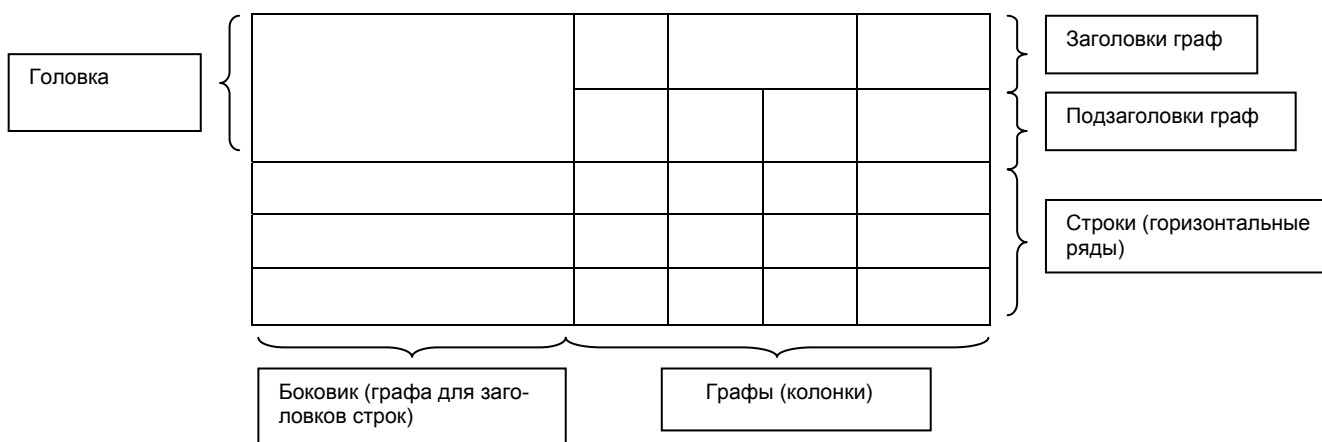 Заголовки граф
Головка
Подзаголовки граф
Строки (горизонтальные
ряды)
Боковик (графа для заго-
ловков строк)
Графы (колонки)